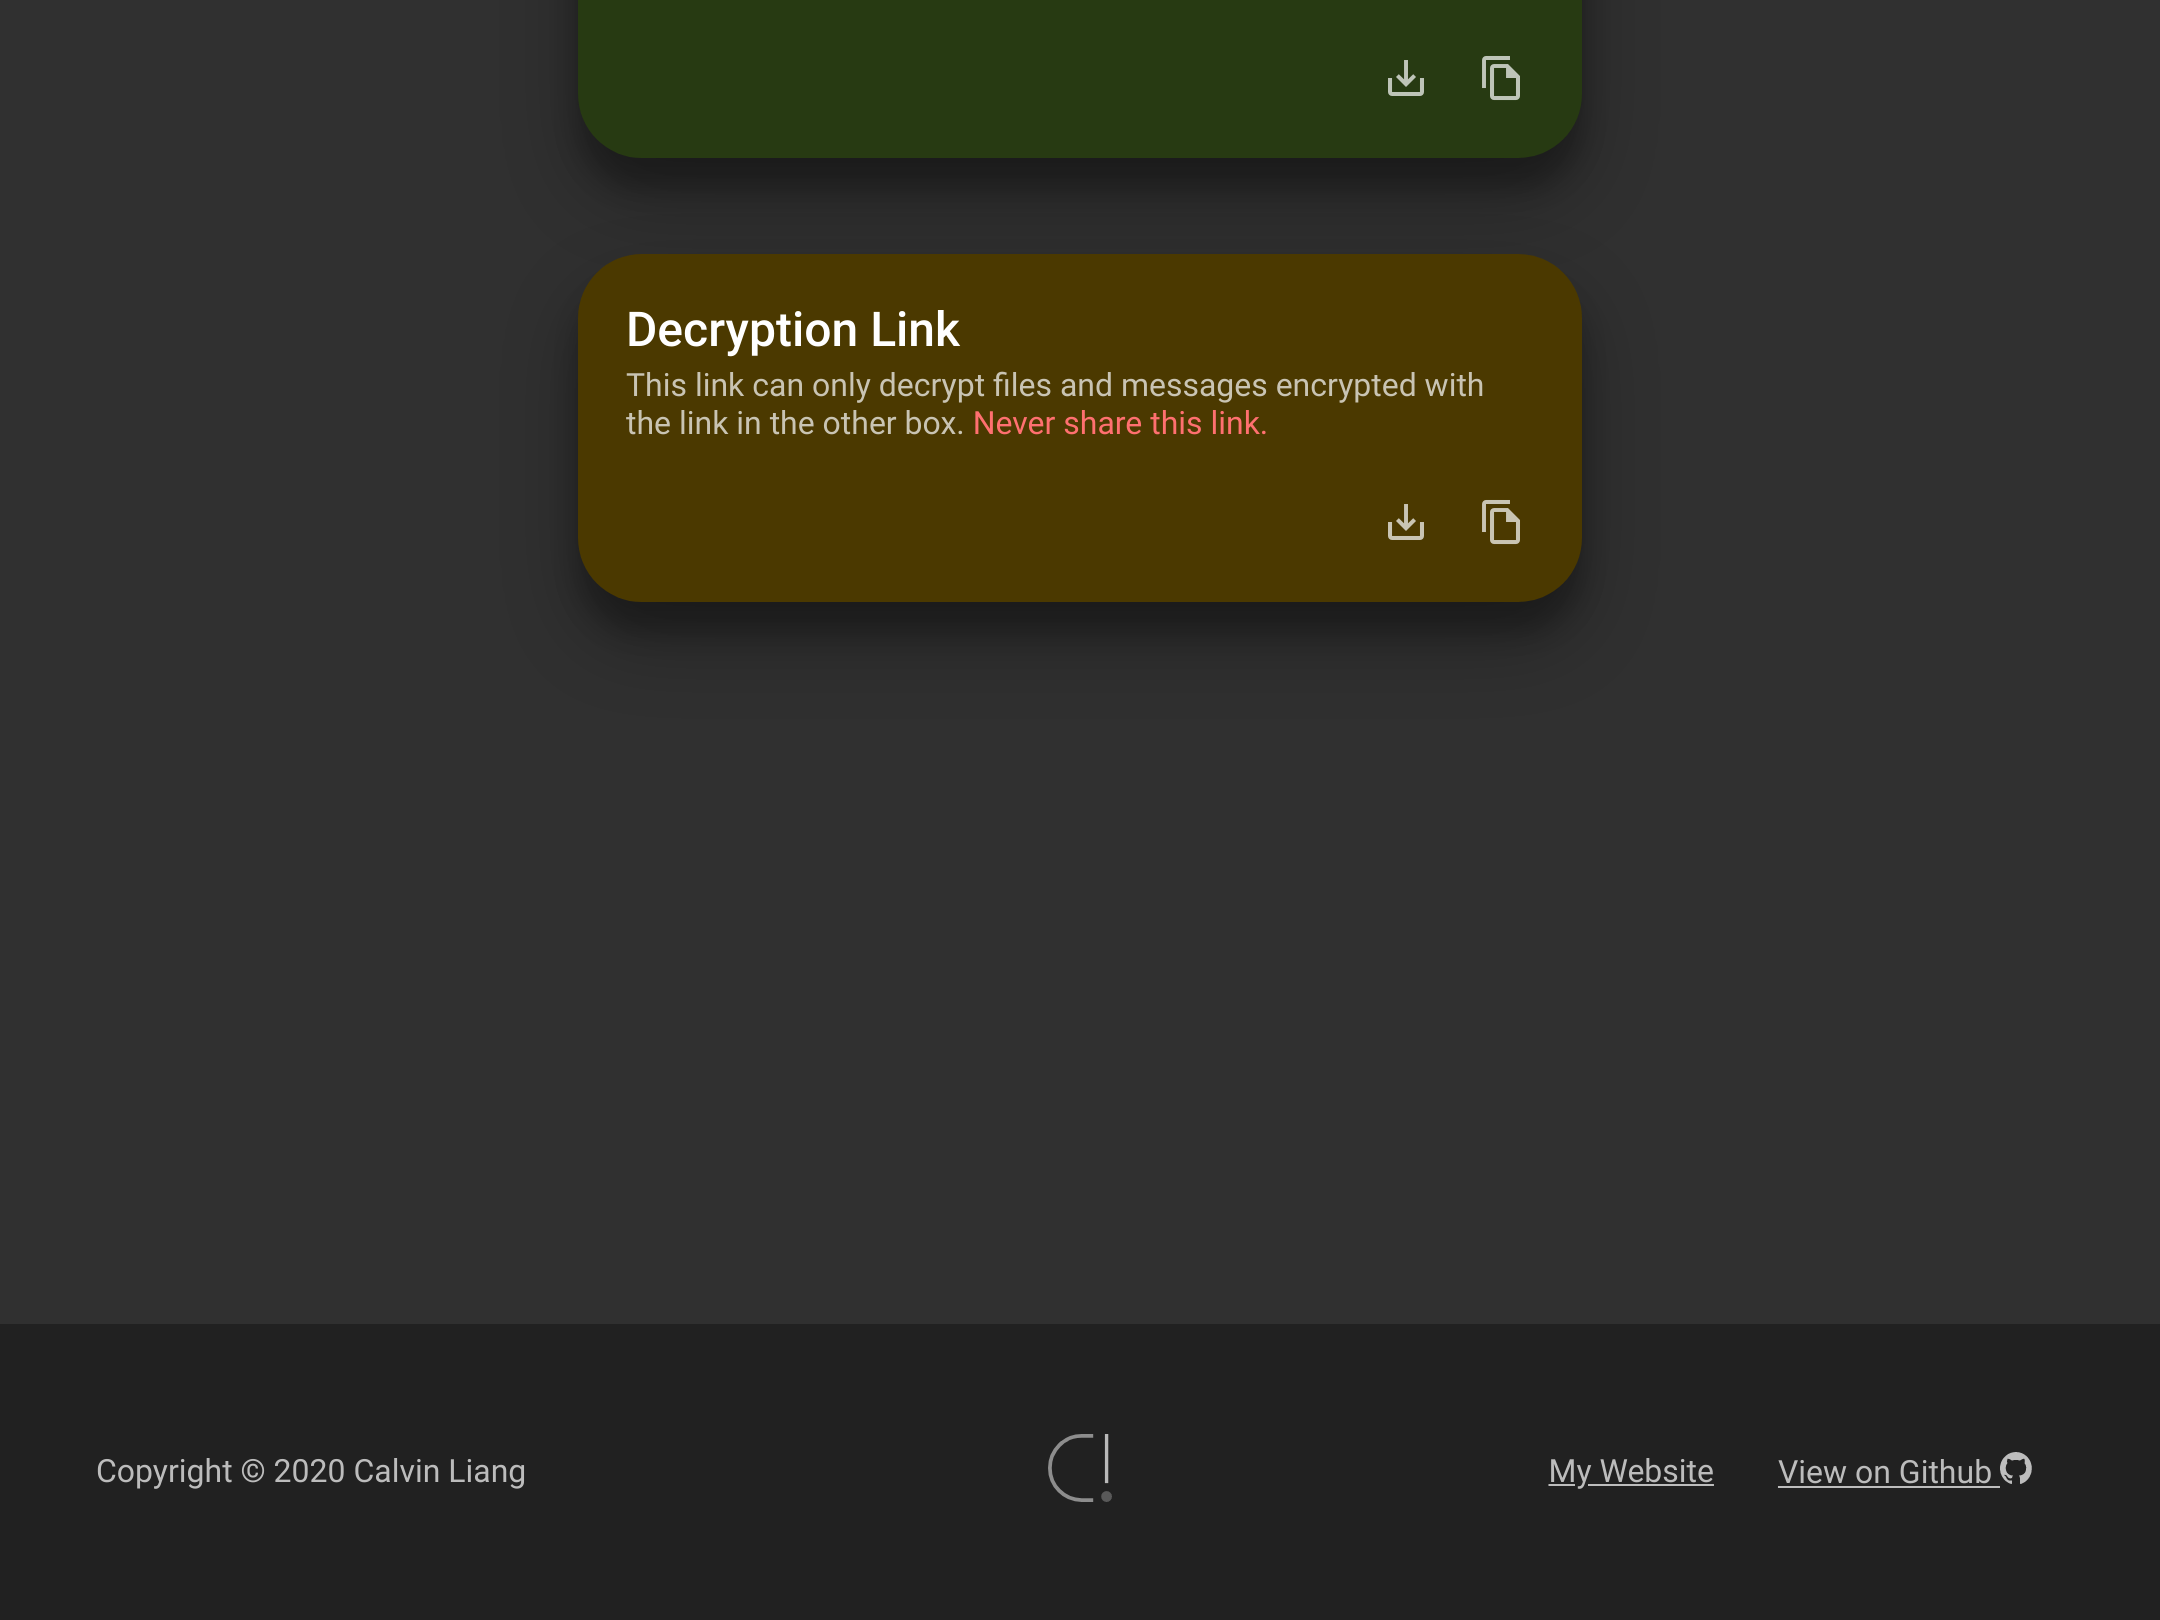 Decryption Link
This link can only decrypt files and messages encrypted with
the link in the other box. Never share this link.
Copyright © 2020 Calvin Liang
My Website
View on Github